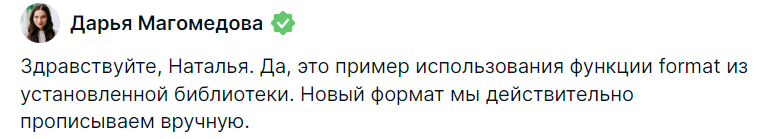 Дарья Магомедова
Здравствуйте, Наталья. Да, это пример использования функции format из
установленной библиотеки. Новый формат мы действительно
прописываем вручную.